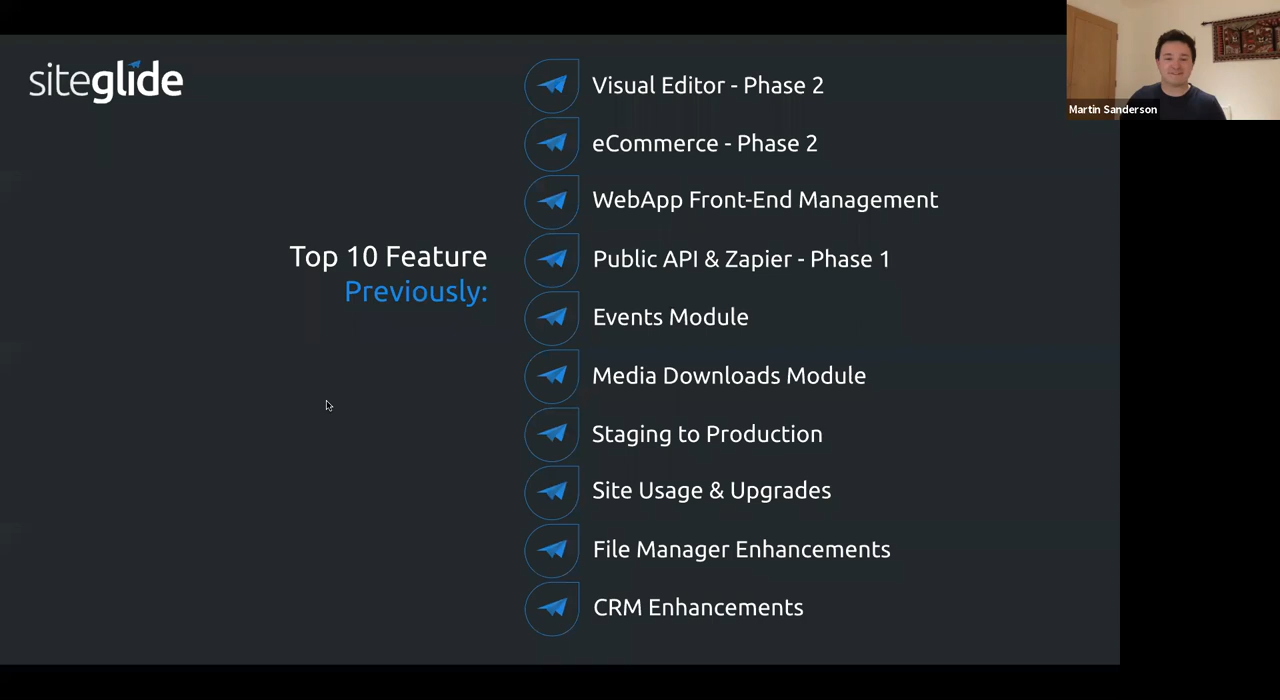 siteglide
Top 10 Feature
Previously:
Visual Editor - Phase 2
eCommerce - Phase 2
WebApp Front-End Management
Public API & Zapier - Phase 1
Events Module
Media Downloads Module
Staging to Production
Site Usage & Upgrades
File Manager Enhancements
CRM Enhancements
Martin Sanderson